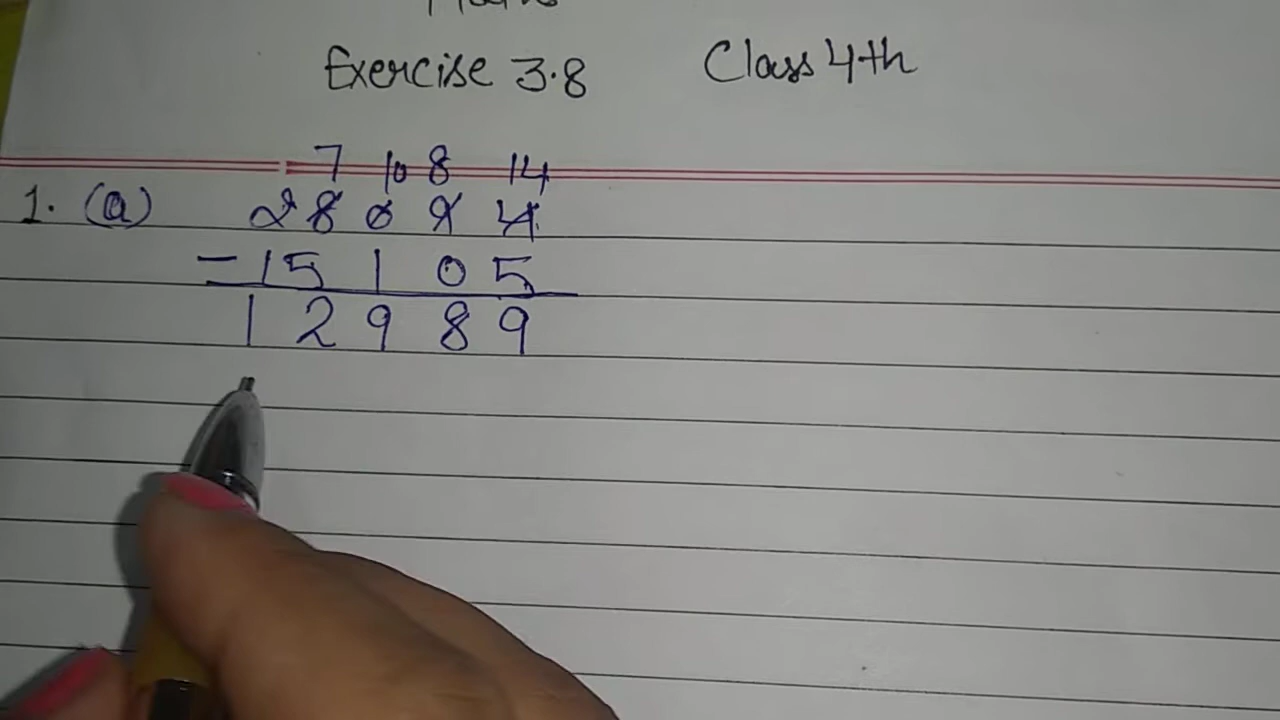 Maths
Exercise 3.8 Class 4th
7 10 8 14
1. (a) 2 8 0 9 4
- 1 5 1 0 5
1 2 9 8 9